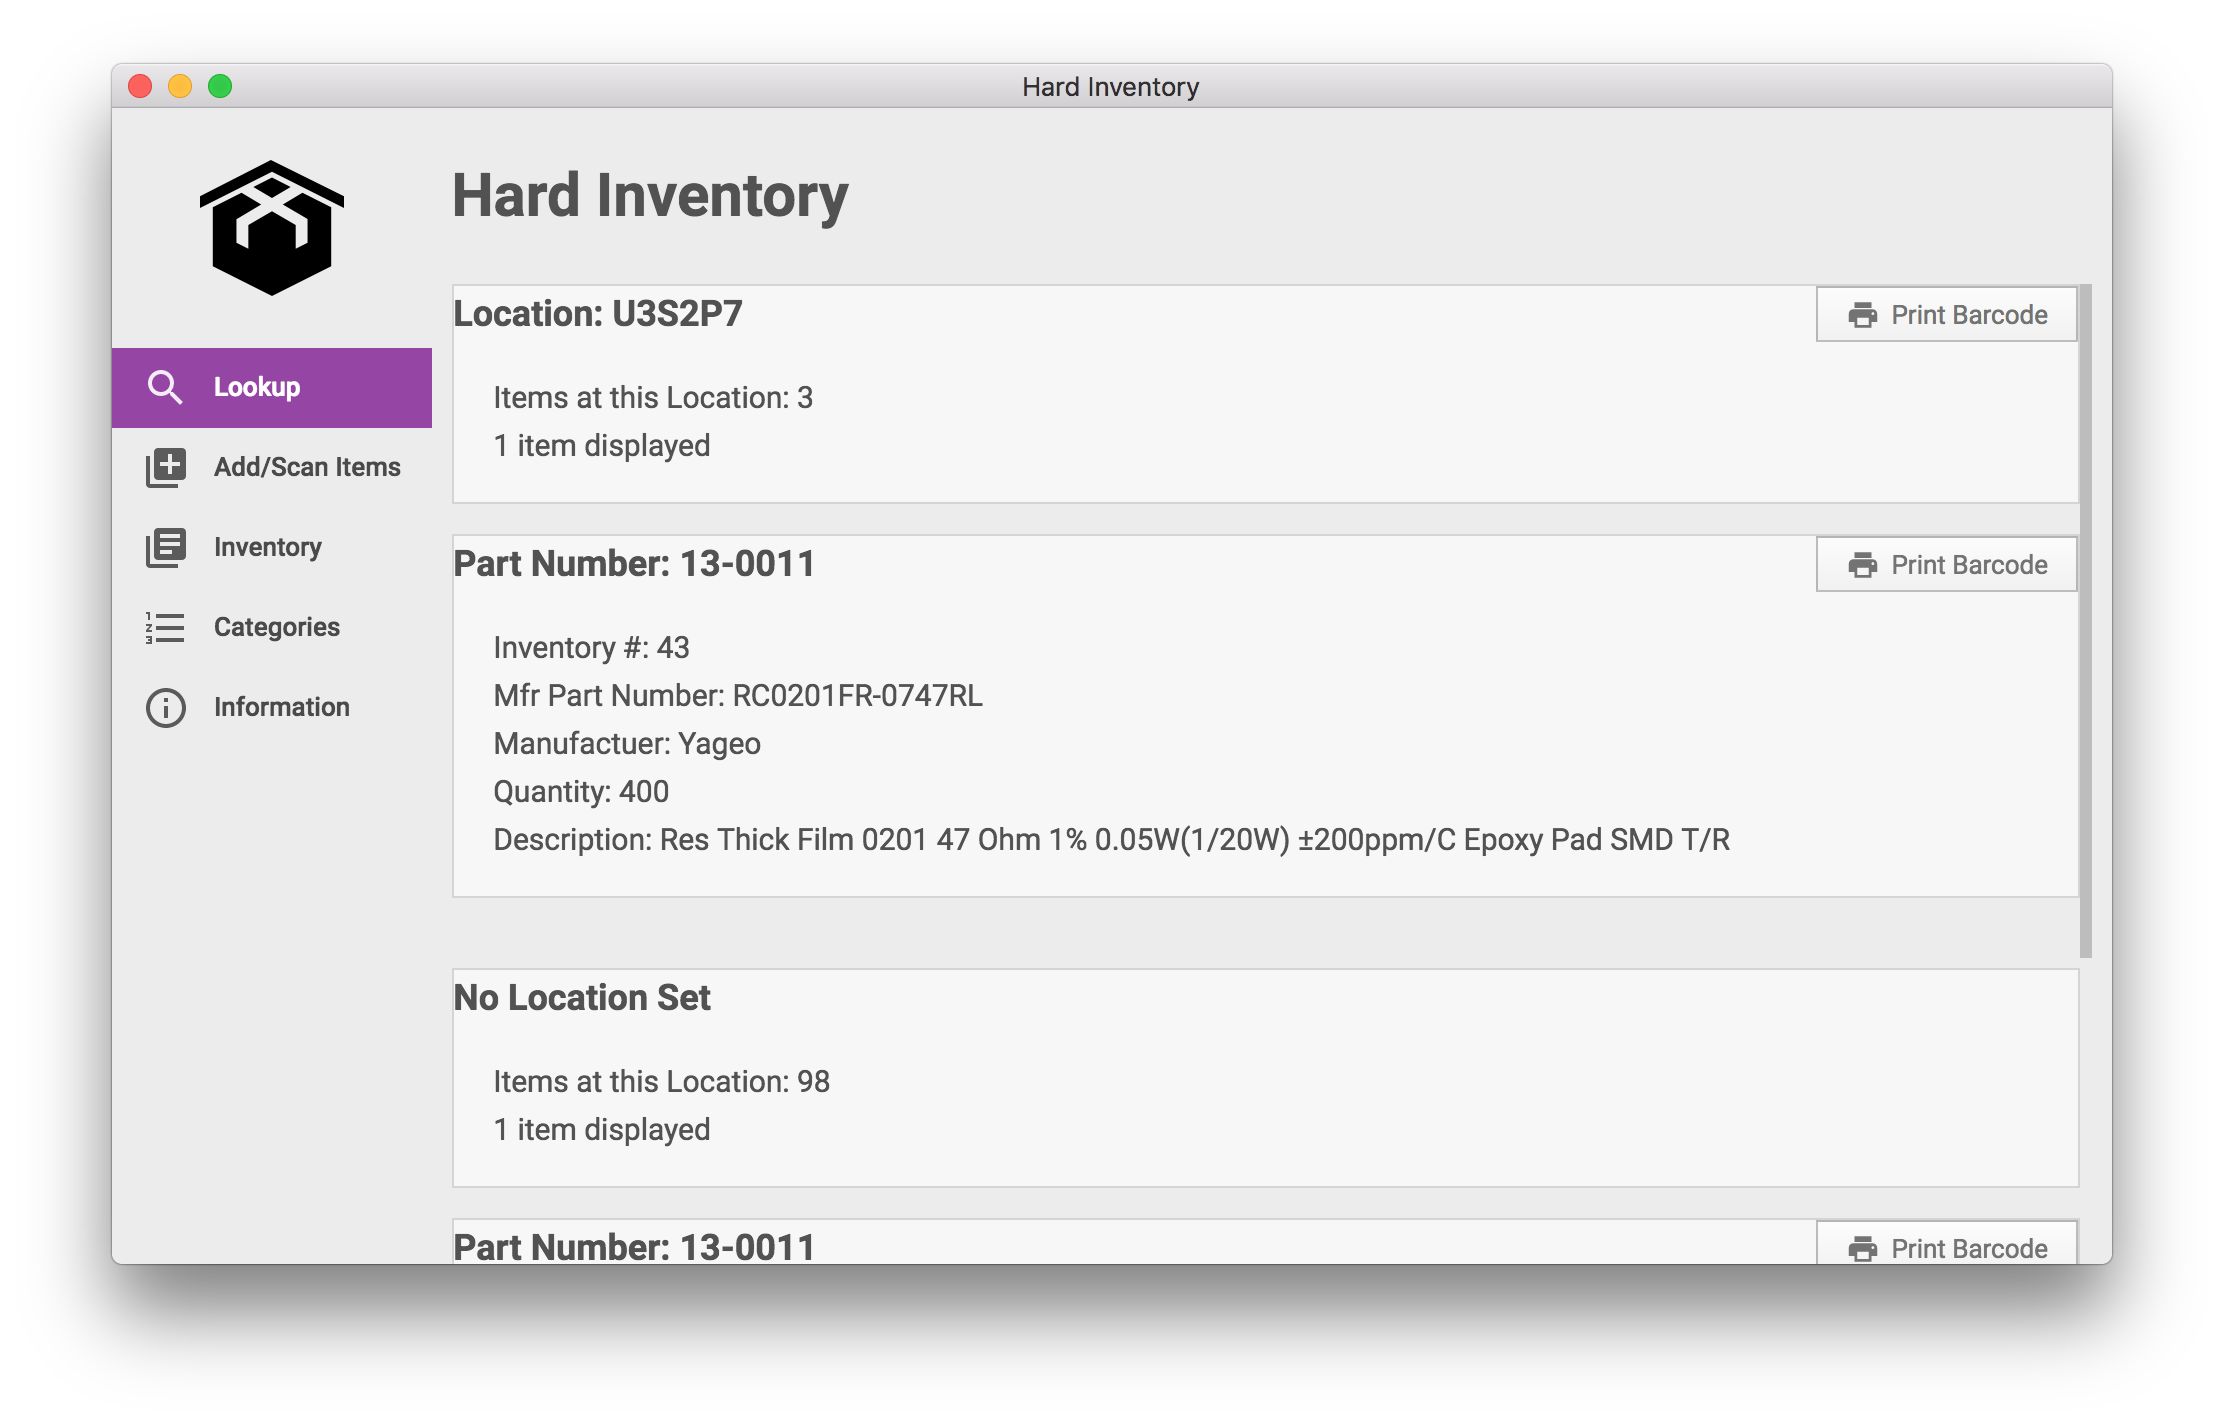 Hard Inventory
Hard Inventory
Lookup
Add/Scan Items
Inventory
Categories
Information
Location: U3S2P7
Print Barcode
Items at this Location: 3
1 item displayed
Part Number: 13-0011
Print Barcode
Inventory #: 43
Mfr Part Number: RC0201FR-0747RL
Manufactuer: Yageo
Quantity: 400
Description: Res Thick Film 0201 47 Ohm 1% 0.05W(1/20W) ±200ppm/C Epoxy Pad SMD T/R
No Location Set
Items at this Location: 98
1 item displayed
Part Number: 13-0011
Print Barcode